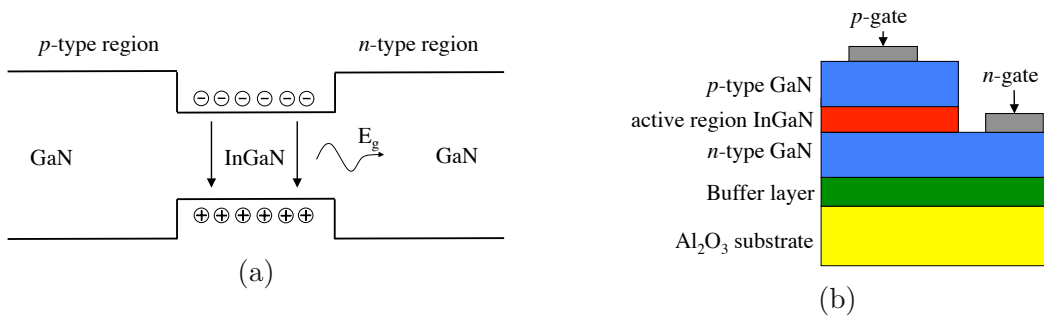 p-type region n-type region
⊖ ⊖ ⊖ ⊖ ⊖ ⊖
GaN InGaN E_g GaN
⊕ ⊕ ⊕ ⊕ ⊕ ⊕
(a)
p-gate
n-gate
p-type GaN
active region InGaN
n-type GaN
Buffer layer
Al₂O₃ substrate
(b)